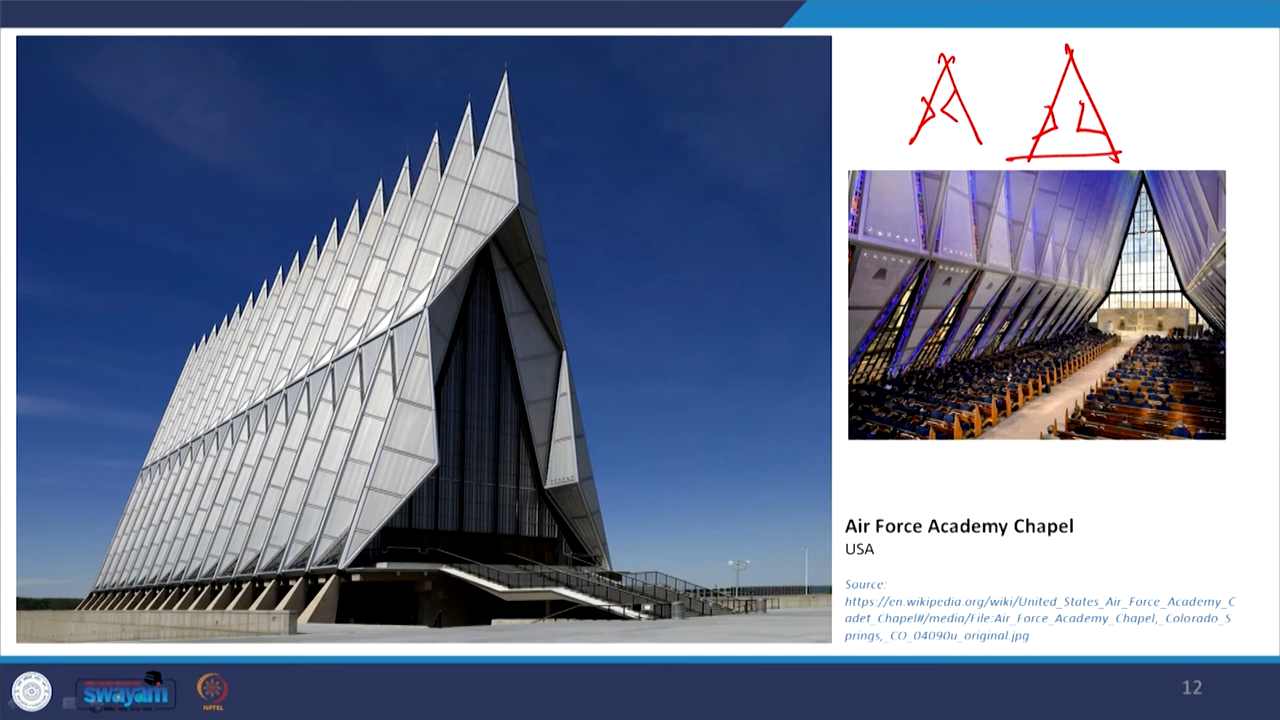 Air Force Academy Chapel
USA
Source:
https://en.wikipedia.org/wiki/United_States_Air_Force_Academy_C
adet_Chapel#/media/File:Air_Force_Academy_Chapel,_Colorado_S
prings,_CO_04090u_original.jpg
swayam
NPTEL
12